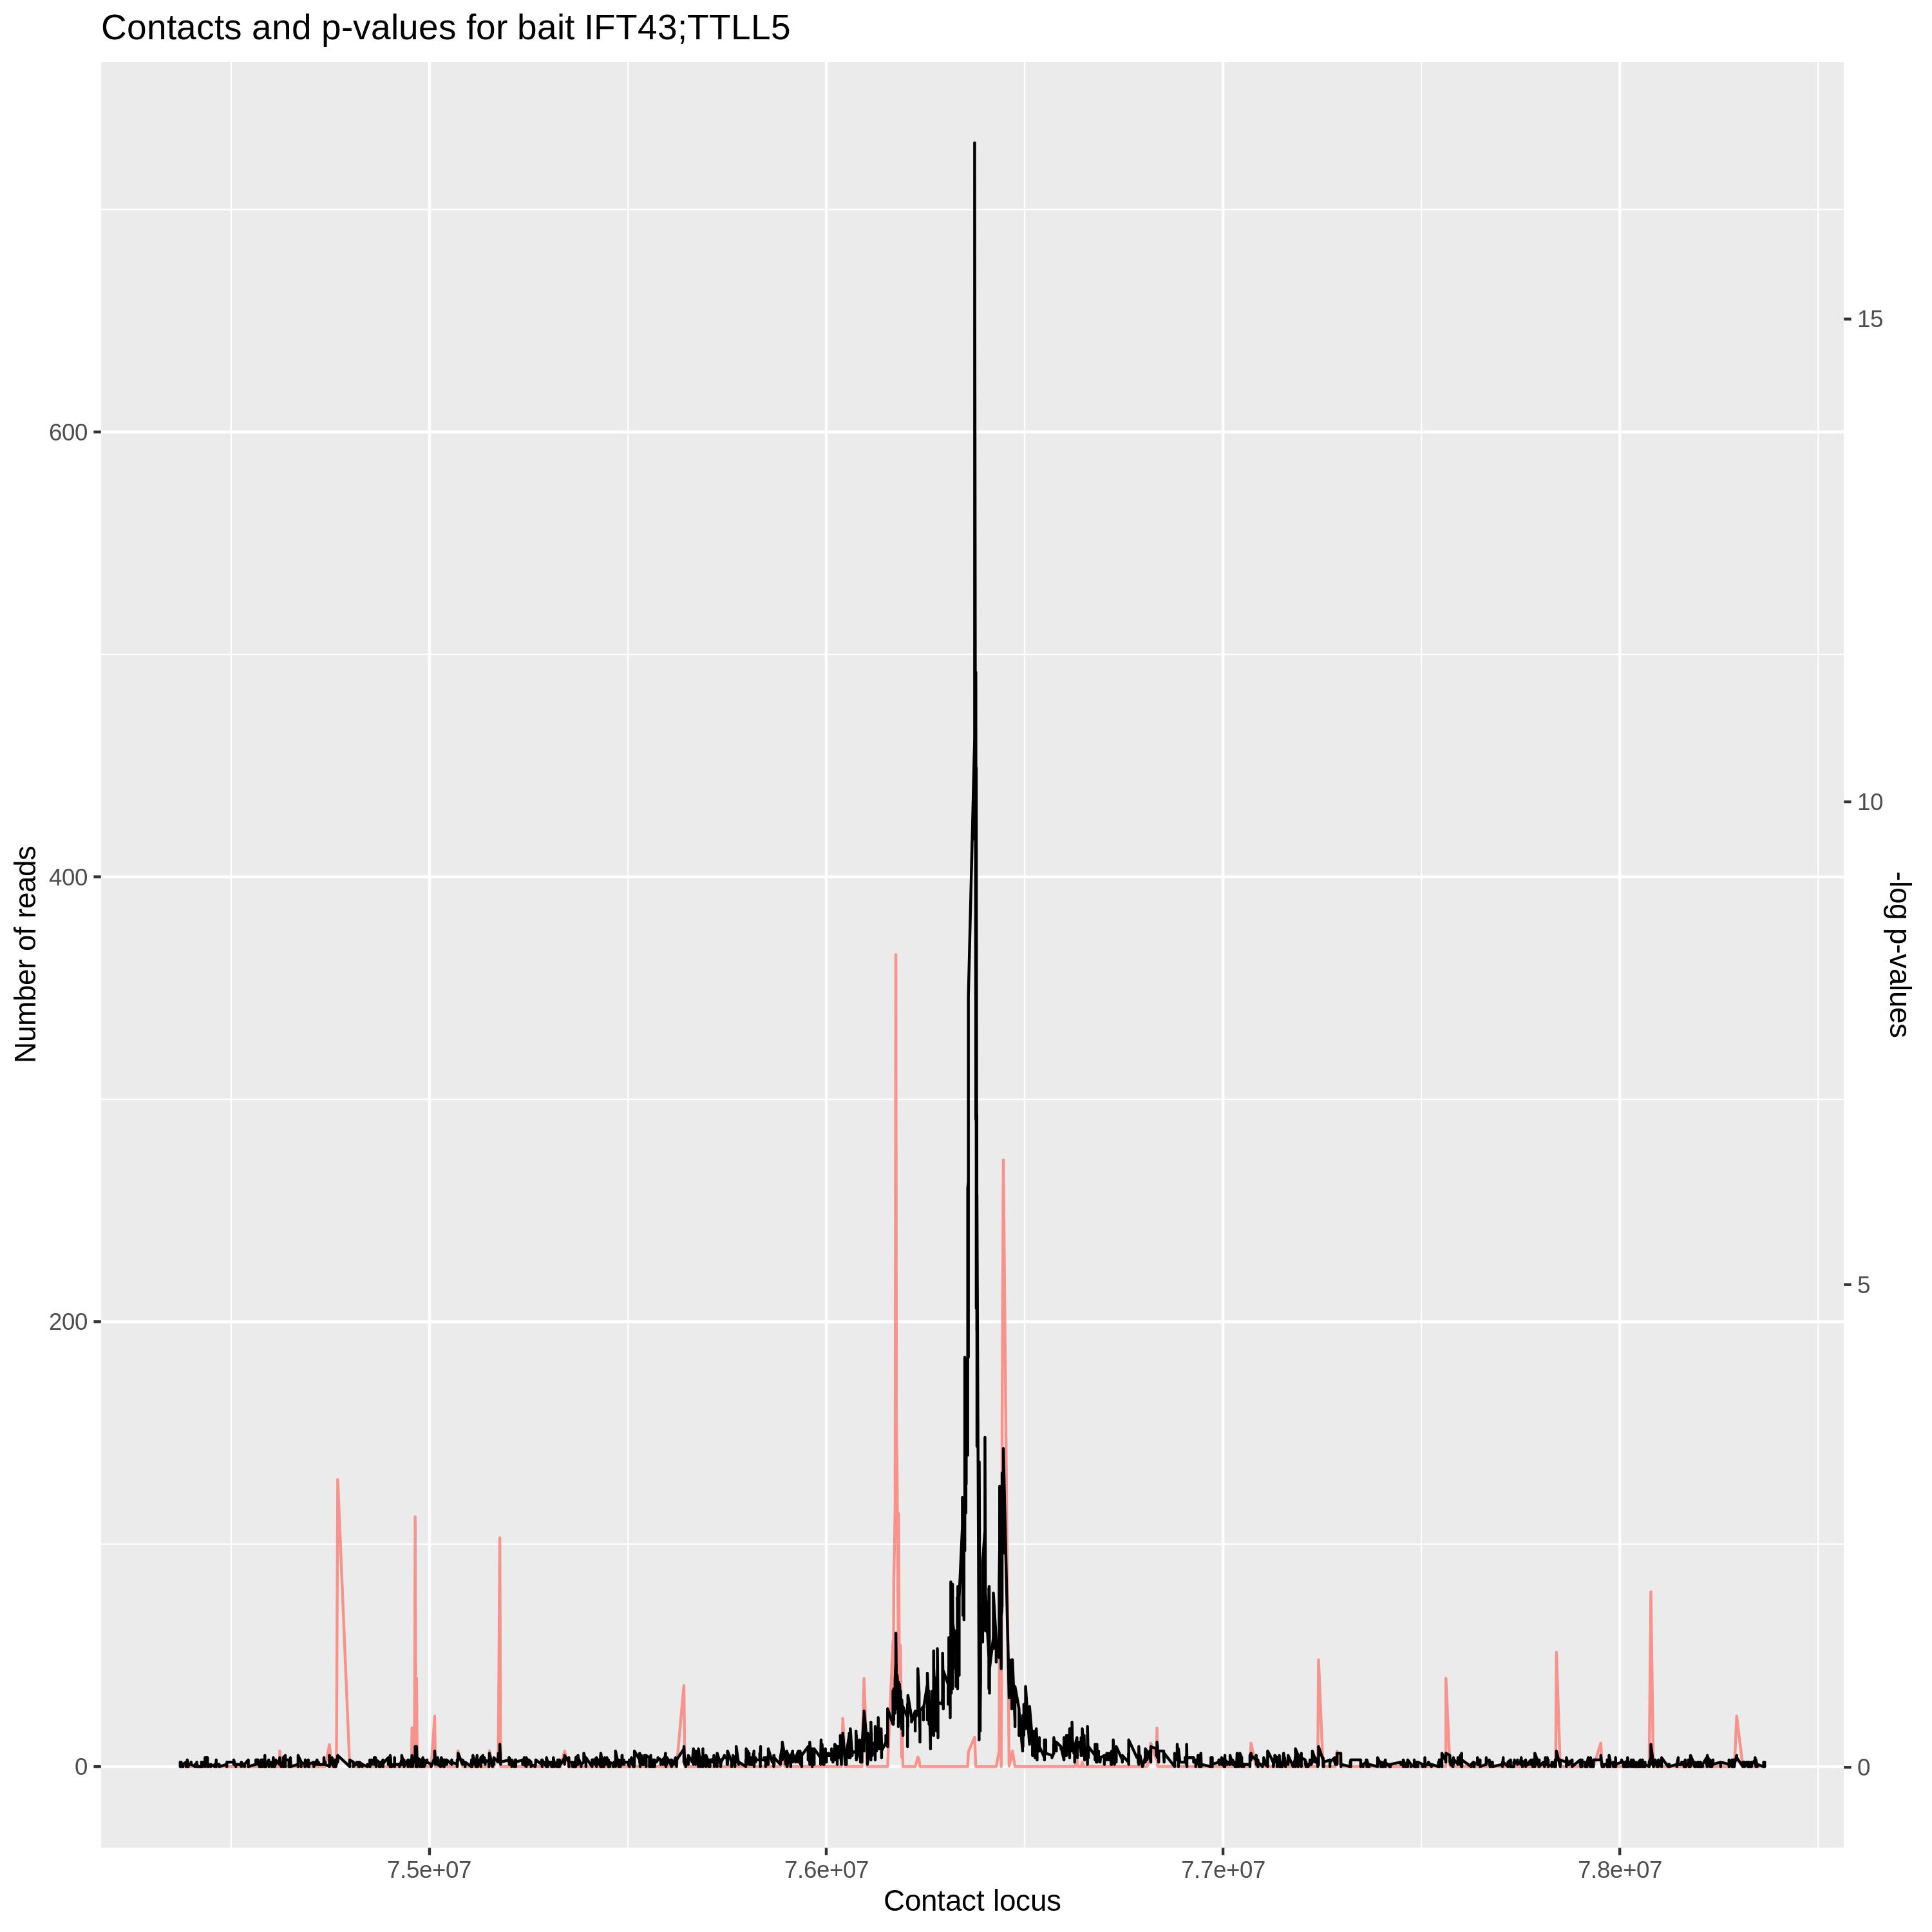 Contacts and p-values for bait IFT43;TTLL5
Number of reads
600
400
200
0
15
10
5
0
-log p-values
7.5e+07
7.6e+07
7.7e+07
7.8e+07
Contact locus